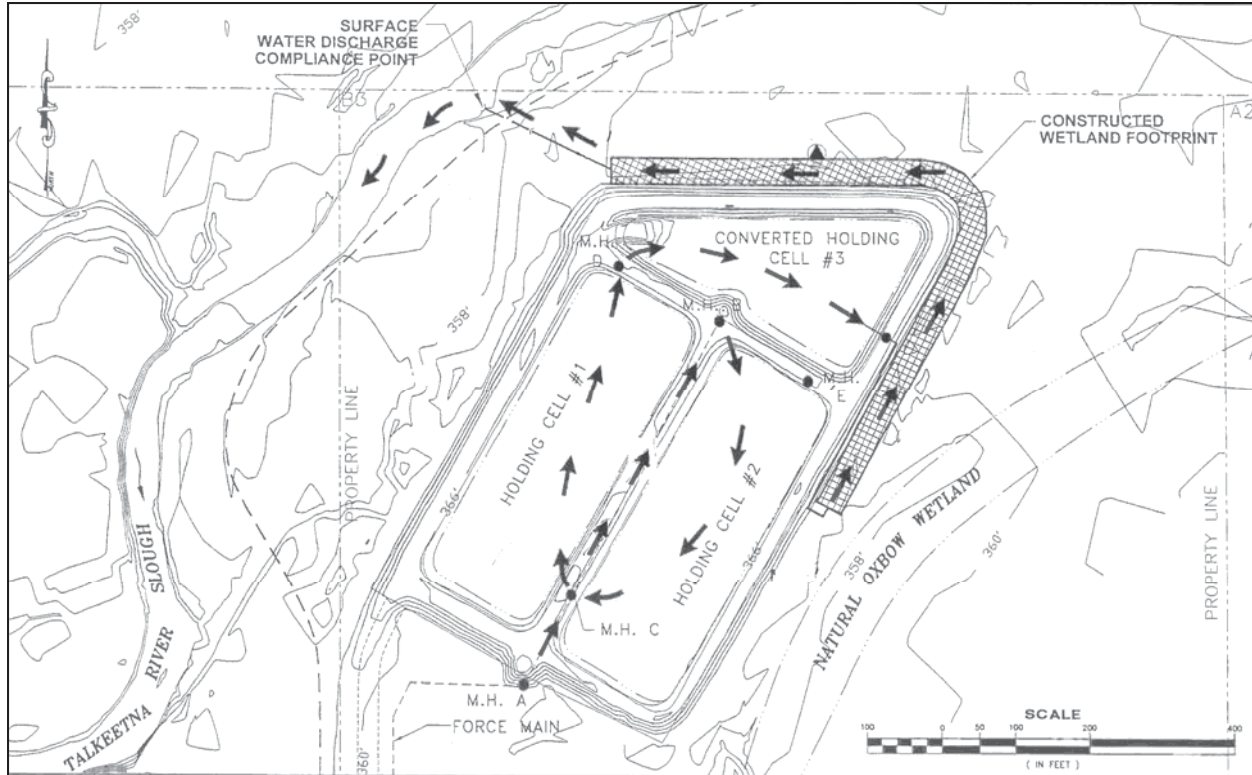 358'
SURFACE
WATER DISCHARGE
COMPLIANCE POINT
B3
A2
CONSTRUCTED
WETLAND FOOTPRINT
M.H.
D
CONVERTED HOLDING
CELL #3
M.H. B
358'
M.H.
E
PROPERTY LINE
HOLDING CELL #1
HOLDING CELL #2
366'
366'
358'
360'
NATURAL OXBOW WETLAND
PROPERTY LINE
TALKEETNA RIVER SLOUGH
M.H. C
M.H. A
FORCE MAIN
360'
SCALE
100 0 50 100 200 400
( IN FEET )